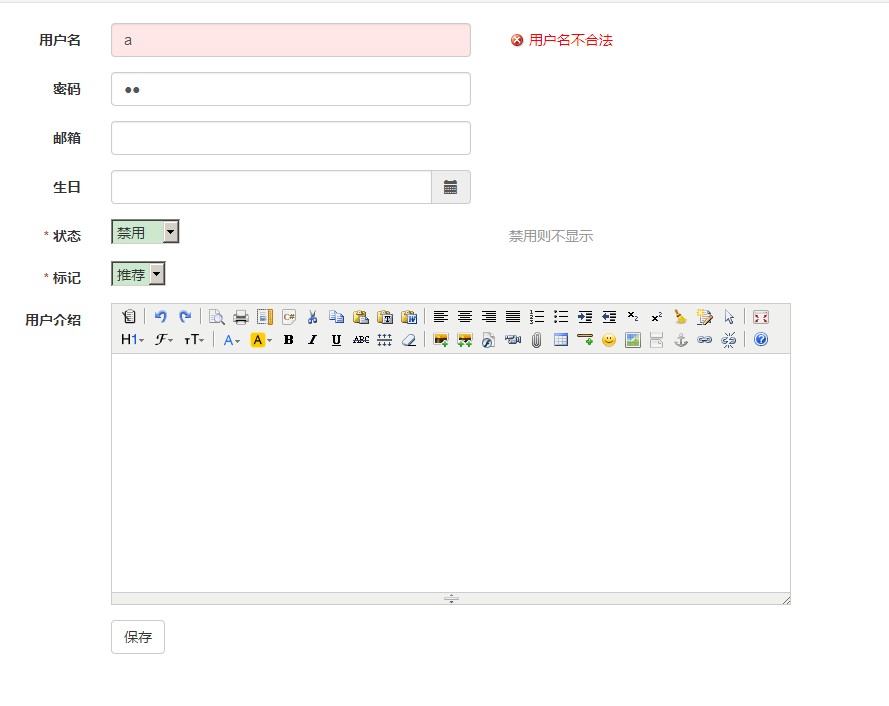 用户名 a 用户名不合法
密码 ●●
邮箱
生日
* 状态 禁用 禁用则不显示
* 标记 推荐
用户介绍
H1 F TT A A B I U ABC
保存